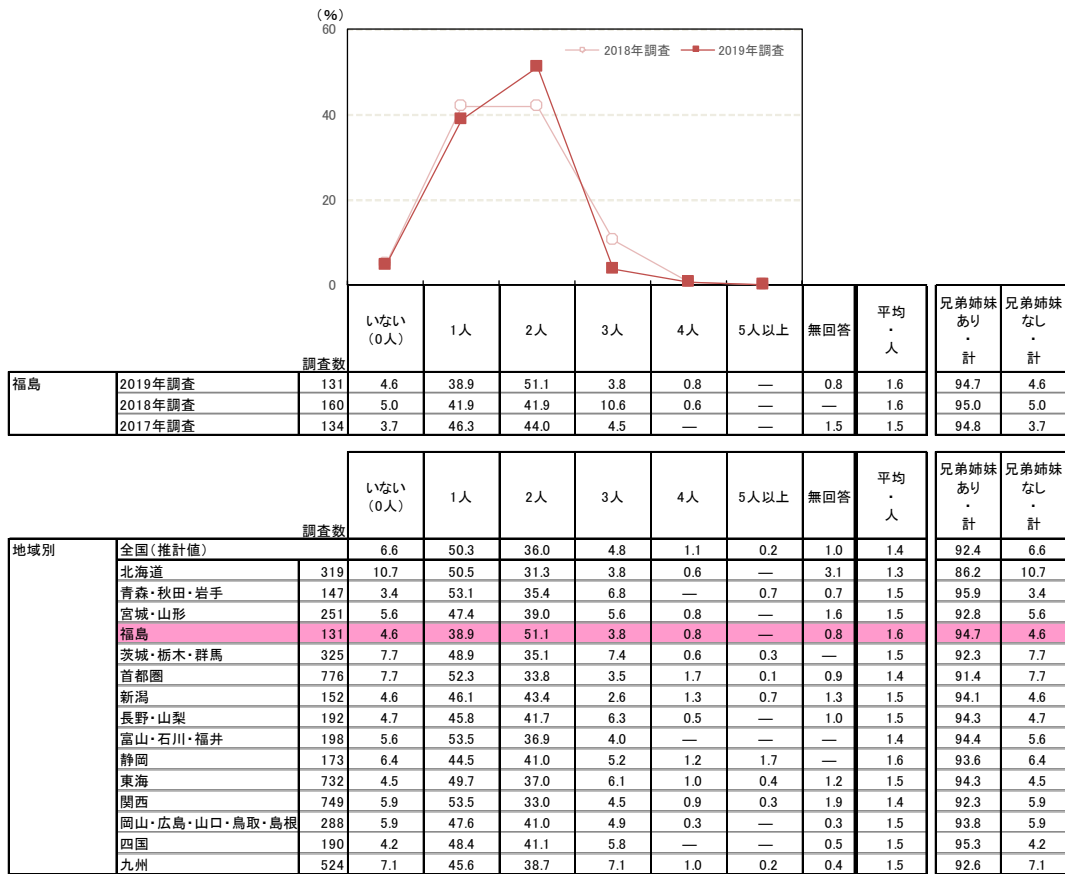 (%)
60
2018年調査 2019年調査
40
20
0
調査数 いない(0人) 1人 2人 3人 4人 5人以上 無回答 平均・人 兄弟姉妹あり・計 兄弟姉妹なし・計
福島 2019年調査 131 4.6 38.9 51.1 3.8 0.8 — 0.8 1.6 94.7 4.6
2018年調査 160 5.0 41.9 41.9 10.6 0.6 — — 1.6 95.0 5.0
2017年調査 134 3.7 46.3 44.0 4.5 — — 1.5 1.5 94.8 3.7
調査数 いない(0人) 1人 2人 3人 4人 5人以上 無回答 平均・人 兄弟姉妹あり・計 兄弟姉妹なし・計
地域別 全国(推計値) 6.6 50.3 36.0 4.8 1.1 0.2 1.0 1.4 92.4 6.6
北海道 319 10.7 50.5 31.3 3.8 0.6 — 3.1 1.3 86.2 10.7
青森・秋田・岩手 147 3.4 53.1 35.4 6.8 — 0.7 0.7 1.5 95.9 3.4
宮城・山形 251 5.6 47.4 39.0 5.6 0.8 — 1.6 1.5 92.8 5.6
福島 131 4.6 38.9 51.1 3.8 0.8 — 0.8 1.6 94.7 4.6
茨城・栃木・群馬 325 7.7 48.9 35.1 7.4 0.6 0.3 — 1.5 92.3 7.7
首都圏 776 7.7 52.3 33.8 3.5 1.7 0.1 0.9 1.4 91.4 7.7
新潟 152 4.6 46.1 43.4 2.6 1.3 0.7 1.3 1.5 94.1 4.6
長野・山梨 192 4.7 45.8 41.7 6.3 0.5 — 1.0 1.5 94.3 4.7
富山・石川・福井 198 5.6 53.5 36.9 4.0 — — — 1.4 94.4 5.6
静岡 173 6.4 44.5 41.0 5.2 1.2 1.7 — 1.6 93.6 6.4
東海 732 4.5 49.7 37.0 6.1 1.0 0.4 1.2 1.5 94.3 4.5
関西 749 5.9 53.5 33.0 4.5 0.9 0.3 1.9 1.4 92.3 5.9
岡山・広島・山口・鳥取・島根 288 5.9 47.6 41.0 4.9 0.3 — 0.3 1.5 93.8 5.9
四国 190 4.2 48.4 41.1 5.8 — — 0.5 1.5 95.3 4.2
九州 524 7.1 45.6 38.7 7.1 1.0 0.2 0.4 1.5 92.6 7.1